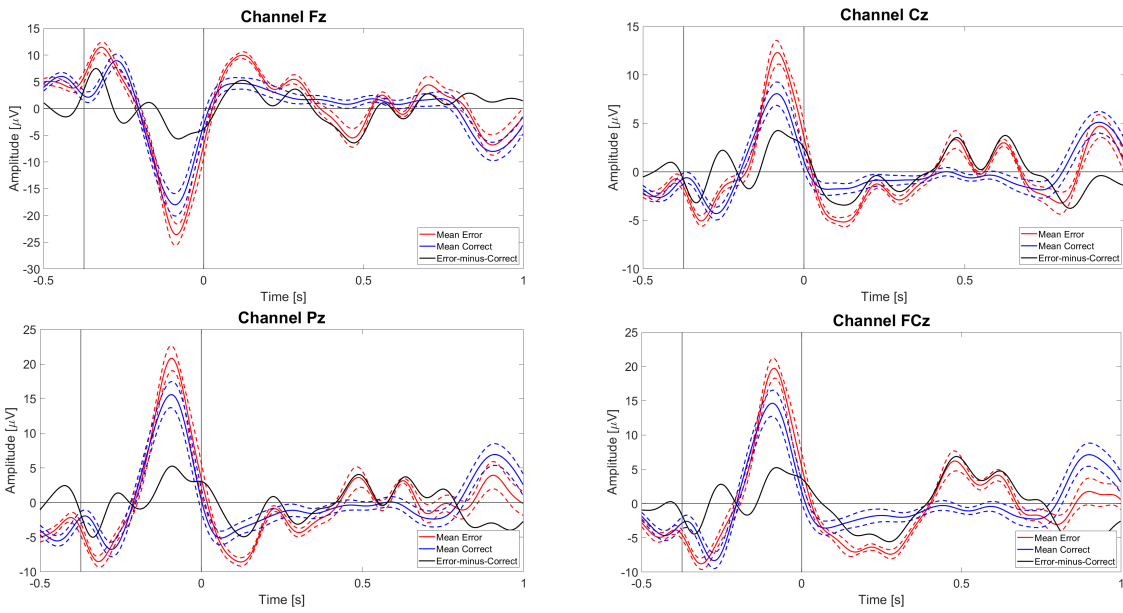 Channel Fz
15
10
5
0
-5
-10
-15
-20
-25
-30
Amplitude [μV]
-0.5
0
0.5
1
Time [s]
Mean Error
Mean Correct
Error-minus-Correct
Channel Cz
15
10
5
0
-5
-10
Amplitude [μV]
-0.5
0
0.5
Time [s]
Mean Error
Mean Correct
Error-minus-Correct
Channel Pz
25
20
15
10
5
0
-5
-10
Amplitude [μV]
-0.5
0
0.5
1
Time [s]
Mean Error
Mean Correct
Error-minus-Correct
Channel FCz
25
20
15
10
5
0
-5
-10
Amplitude [μV]
-0.5
0
0.5
1
Time [s]
Mean Error
Mean Correct
Error-minus-Correct